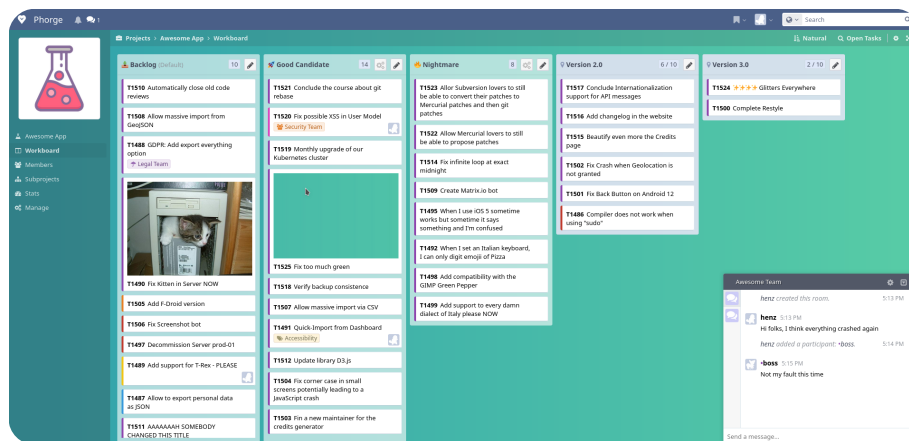 Phorge
1
Search
Projects › Awesome App › Workboard
Natural
Open Tasks
Awesome App
Workboard
Members
Subprojects
Stats
Manage
Backlog (Default)
10
T1510 Automatically close old code
reviews
T1508 Allow massive import from
GeoJSON
T1488 GDPR: Add export everything
option
Legal Team
T1490 Fix Kitten in Server NOW
T1505 Add F-Droid version
T1506 Fix Screenshot bot
T1497 Decommission Server prod-01
T1489 Add support for T-Rex - PLEASE
T1487 Allow to export personal data
as JSON
T1511 AAAAAAAH SOMEBODY
CHANGED THIS TITLE
Good Candidate
14
T1521 Conclude the course about git
rebase
T1520 Fix possible XSS in User Model
Security Team
T1519 Monthly upgrade of our
Kubernetes cluster
T1525 Fix too much green
T1518 Verify backup consistence
T1507 Allow massive import via CSV
T1491 Quick-Import from Dashboard
Accessibility
T1512 Update library D3.js
T1504 Fix corner case in small
screens potentially leading to a
JavaScript crash
T1503 Fin a new maintainer for the
credits generator
Nightmare
8
T1523 Allor Subversion lovers to still
be able to convert their patches to
Mercurial patches and then git
patches
T1522 Allow Mercurial lovers to still
be able to propose patches
T1514 Fix infinite loop at exact
midnight
T1509 Create Matrix.io bot
T1495 When I use iOS 5 sometime
works but sometime it says
something and I'm confused
T1492 When I set an Italian keyboard,
I can only digit emoji of Pizza
T1498 Add compatibility with the
GIMP Green Pepper
T1499 Add support to every damn
dialect of Italy please NOW
Version 2.0
6 / 10
T1517 Conclude Internationalization
support for API messages
T1516 Add changelog in the website
T1515 Beautify even more the Credits
page
T1502 Fix Crash when Geolocation is
not granted
T1501 Fix Back Button on Android 12
T1486 Compiler does not work when
using "sudo"
Version 3.0
2 / 10
T1524 ⚡⚡⚡⚡ Glitters Everywhere
T1500 Complete Restyle
Awesome Team
henz created this room.
5:13 PM
henz 5:13 PM
Hi folks, I think everything crashed again
henz added a participant: •boss.
5:14 PM
•boss 5:15 PM
Not my fault this time
Send a message...